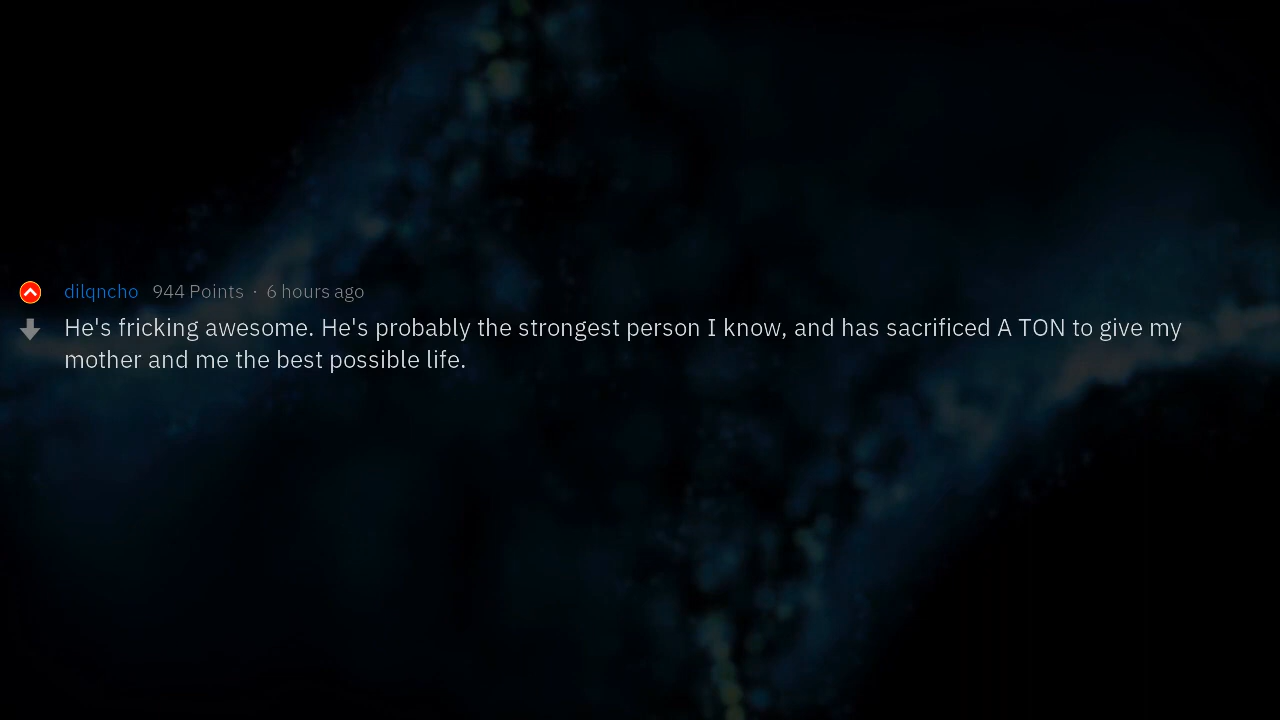 dilqncho 944 Points · 6 hours ago
He's fricking awesome. He's probably the strongest person I know, and has sacrificed A TON to give my
mother and me the best possible life.